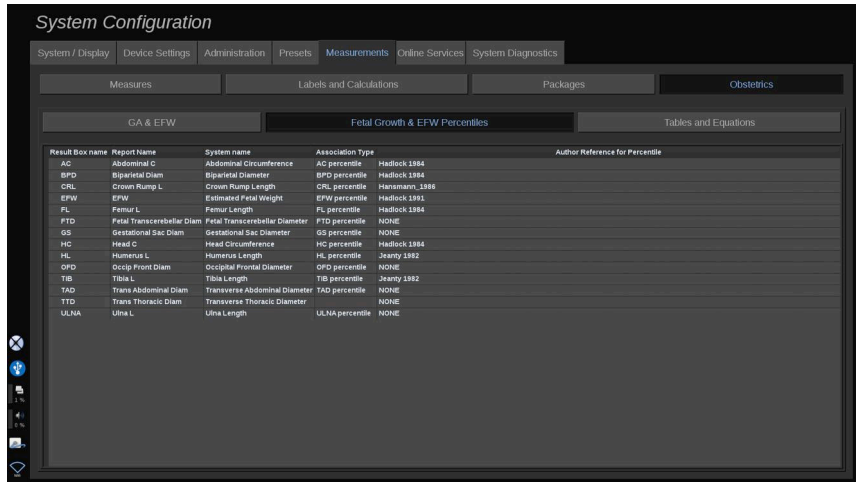 System Configuration
System / Display Device Settings Administration Presets Measurements Online Services System Diagnostics
Measures Labels and Calculations Packages Obstetrics
GA & EFW Fetal Growth & EFW Percentiles Tables and Equations
Result Box name Report Name System name Association Type Author Reference for Percentile
AC Abdominal C Abdominal Circumference AC percentile Hadlock 1984
BPD Biparietal Diam Biparietal Diameter BPD percentile Hadlock 1984
CRL Crown Rump L Crown Rump Length CRL percentile Hansmann_1986
EFW EFW Estimated Fetal Weight EFW percentile Hadlock 1991
FL Femur L Femur Length FL percentile Hadlock 1984
FTD Fetal Transcerebellar Diam Fetal Transcerebellar Diameter FTD percentile NONE
GS Gestational Sac Diam Gestational Sac Diameter GS percentile NONE
HC Head C Head Circumference HC percentile Hadlock 1984
HL Humerus L Humerus Length HL percentile Jeanty 1982
OFD Occip Front Diam Occipital Frontal Diameter OFD percentile NONE
TIB Tibia L Tibia Length TIB percentile Jeanty 1982
TAD Trans Abdominal Diam Transverse Abdominal Diameter TAD percentile NONE
TTD Trans Thoracic Diam Transverse Thoracic Diameter NONE
ULNA Ulna L Ulna Length ULNA percentile NONE
1 %
0 %